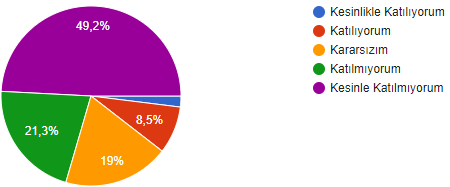 49,2%
Kesinlikle Katılıyorum
Katılıyorum
Kararsızım
Katılmıyorum
Kesinle Katılmıyorum
8,5%
21,3%
19%